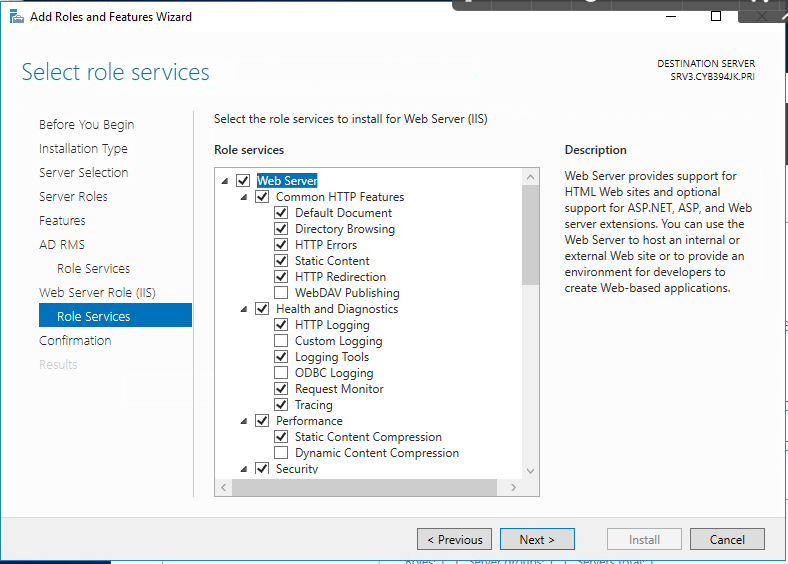 Add Roles and Features Wizard
Select role services
DESTINATION SERVER
SRV3.CYB394JK.PRI
Before You Begin
Installation Type
Server Selection
Server Roles
Features
AD RMS
Role Services
Web Server Role (IIS)
Role Services
Confirmation
Results
Select the role services to install for Web Server (IIS)
Role services
Web Server
Common HTTP Features
Default Document
Directory Browsing
HTTP Errors
Static Content
HTTP Redirection
WebDAV Publishing
Health and Diagnostics
HTTP Logging
Custom Logging
Logging Tools
ODBC Logging
Request Monitor
Tracing
Performance
Static Content Compression
Dynamic Content Compression
Security
Description
Web Server provides support for
HTML Web sites and optional
support for ASP.NET, ASP, and Web
server extensions. You can use the
Web Server to host an internal or
external Web site or to provide an
environment for developers to
create Web-based applications.
< Previous
Next >
Install
Cancel